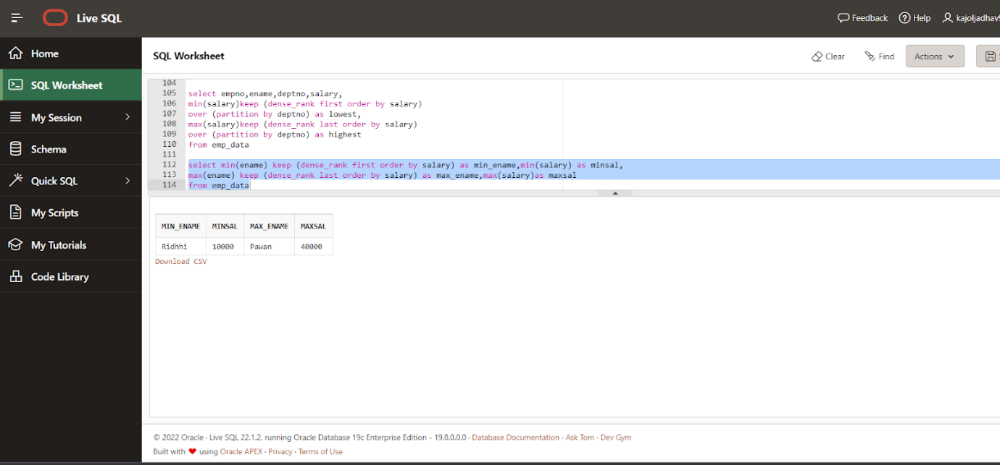 Live SQL
Feedback Help kajoljadhav
Home
SQL Worksheet
My Session
Schema
Quick SQL
My Scripts
My Tutorials
Code Library
SQL Worksheet
Clear Find Actions
104
105 select empno,ename,deptno,salary,
106 min(salary)keep (dense_rank first order by salary)
107 over (partition by deptno) as lowest,
108 max(salary)keep (dense_rank last order by salary)
109 over (partition by deptno) as highest
110 from emp_data
111
112 select min(ename) keep (dense_rank first order by salary) as min_ename,min(salary) as minsal,
113 max(ename) keep (dense_rank last order by salary) as max_ename,max(salary)as maxsal
114 from emp_data
MIN_ENAME MINSAL MAX_ENAME MAXSAL
Ridhhi 10000 Pawan 40000
Download CSV
© 2022 Oracle · Live SQL 22.1.2, running Oracle Database 19c Enterprise Edition - 19.8.0.0.0 · Database Documentation · Ask Tom · Dev Gym
Built with ❤ using Oracle APEX · Privacy · Terms of Use